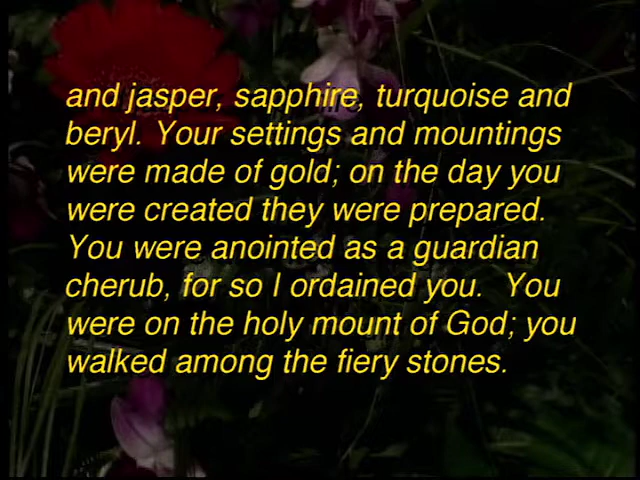 and jasper, sapphire, turquoise and
beryl. Your settings and mountings
were made of gold; on the day you
were created they were prepared.
You were anointed as a guardian
cherub, for so I ordained you.  You
were on the holy mount of God; you
walked among the fiery stones.